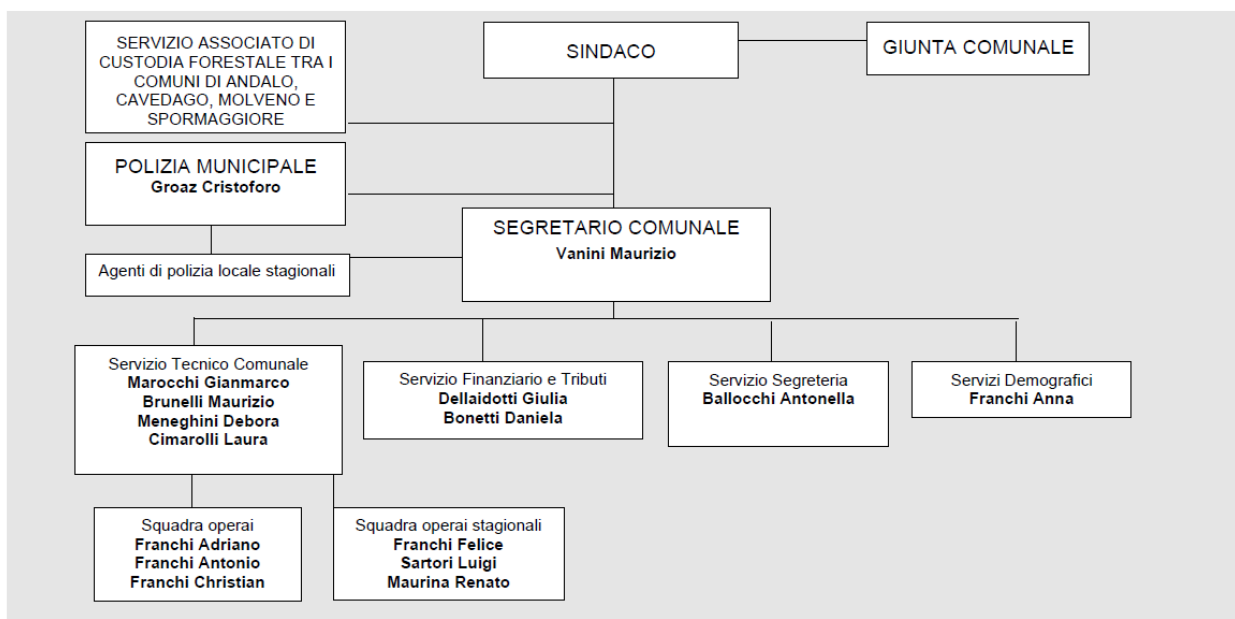 SERVIZIO ASSOCIATO DI
CUSTODIA FORESTALE TRA I
COMUNI DI ANDALO,
CAVEDAGO, MOLVENO E
SPORMAGGIORE
SINDACO
GIUNTA COMUNALE
POLIZIA MUNICIPALE
Groaz Cristoforo
SEGRETARIO COMUNALE
Vanini Maurizio
Agenti di polizia locale stagionali
Servizio Tecnico Comunale
Marocchi Gianmarco
Brunelli Maurizio
Meneghini Debora
Cimarolli Laura
Servizio Finanziario e Tributi
Dellaidotti Giulia
Bonetti Daniela
Servizio Segreteria
Ballocchi Antonella
Servizi Demografici
Franchi Anna
Squadra operai
Franchi Adriano
Franchi Antonio
Franchi Christian
Squadra operai stagionali
Franchi Felice
Sartori Luigi
Maurina Renato